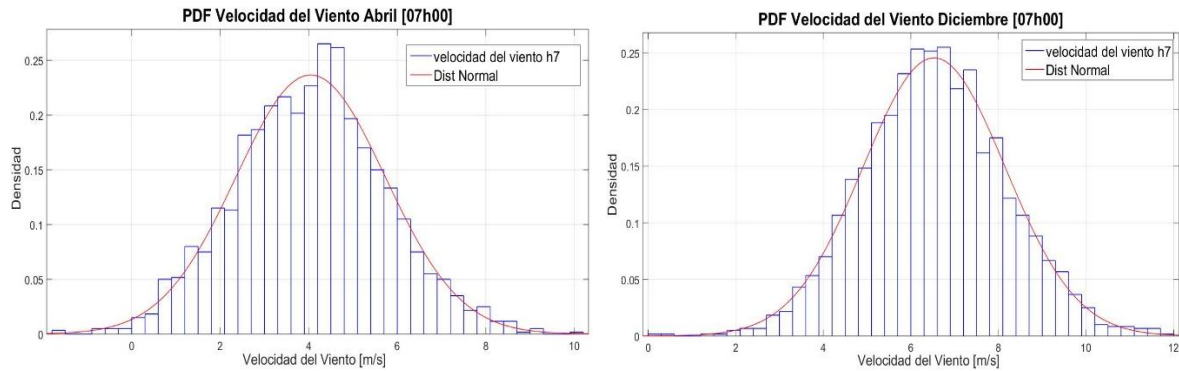 PDF Velocidad del Viento Abril [07h00]
velocidad del viento h7
Dist Normal
0.25
0.2
0.15
0.1
0.05
0
Densidad
0 2 4 6 8 10
Velocidad del Viento [m/s]
PDF Velocidad del Viento Diciembre [07h00]
velocidad del viento h7
Dist Normal
0.25
0.2
0.15
0.1
0.05
0
Densidad
0 2 4 6 8 10 12
Velocidad del Viento [m/s]